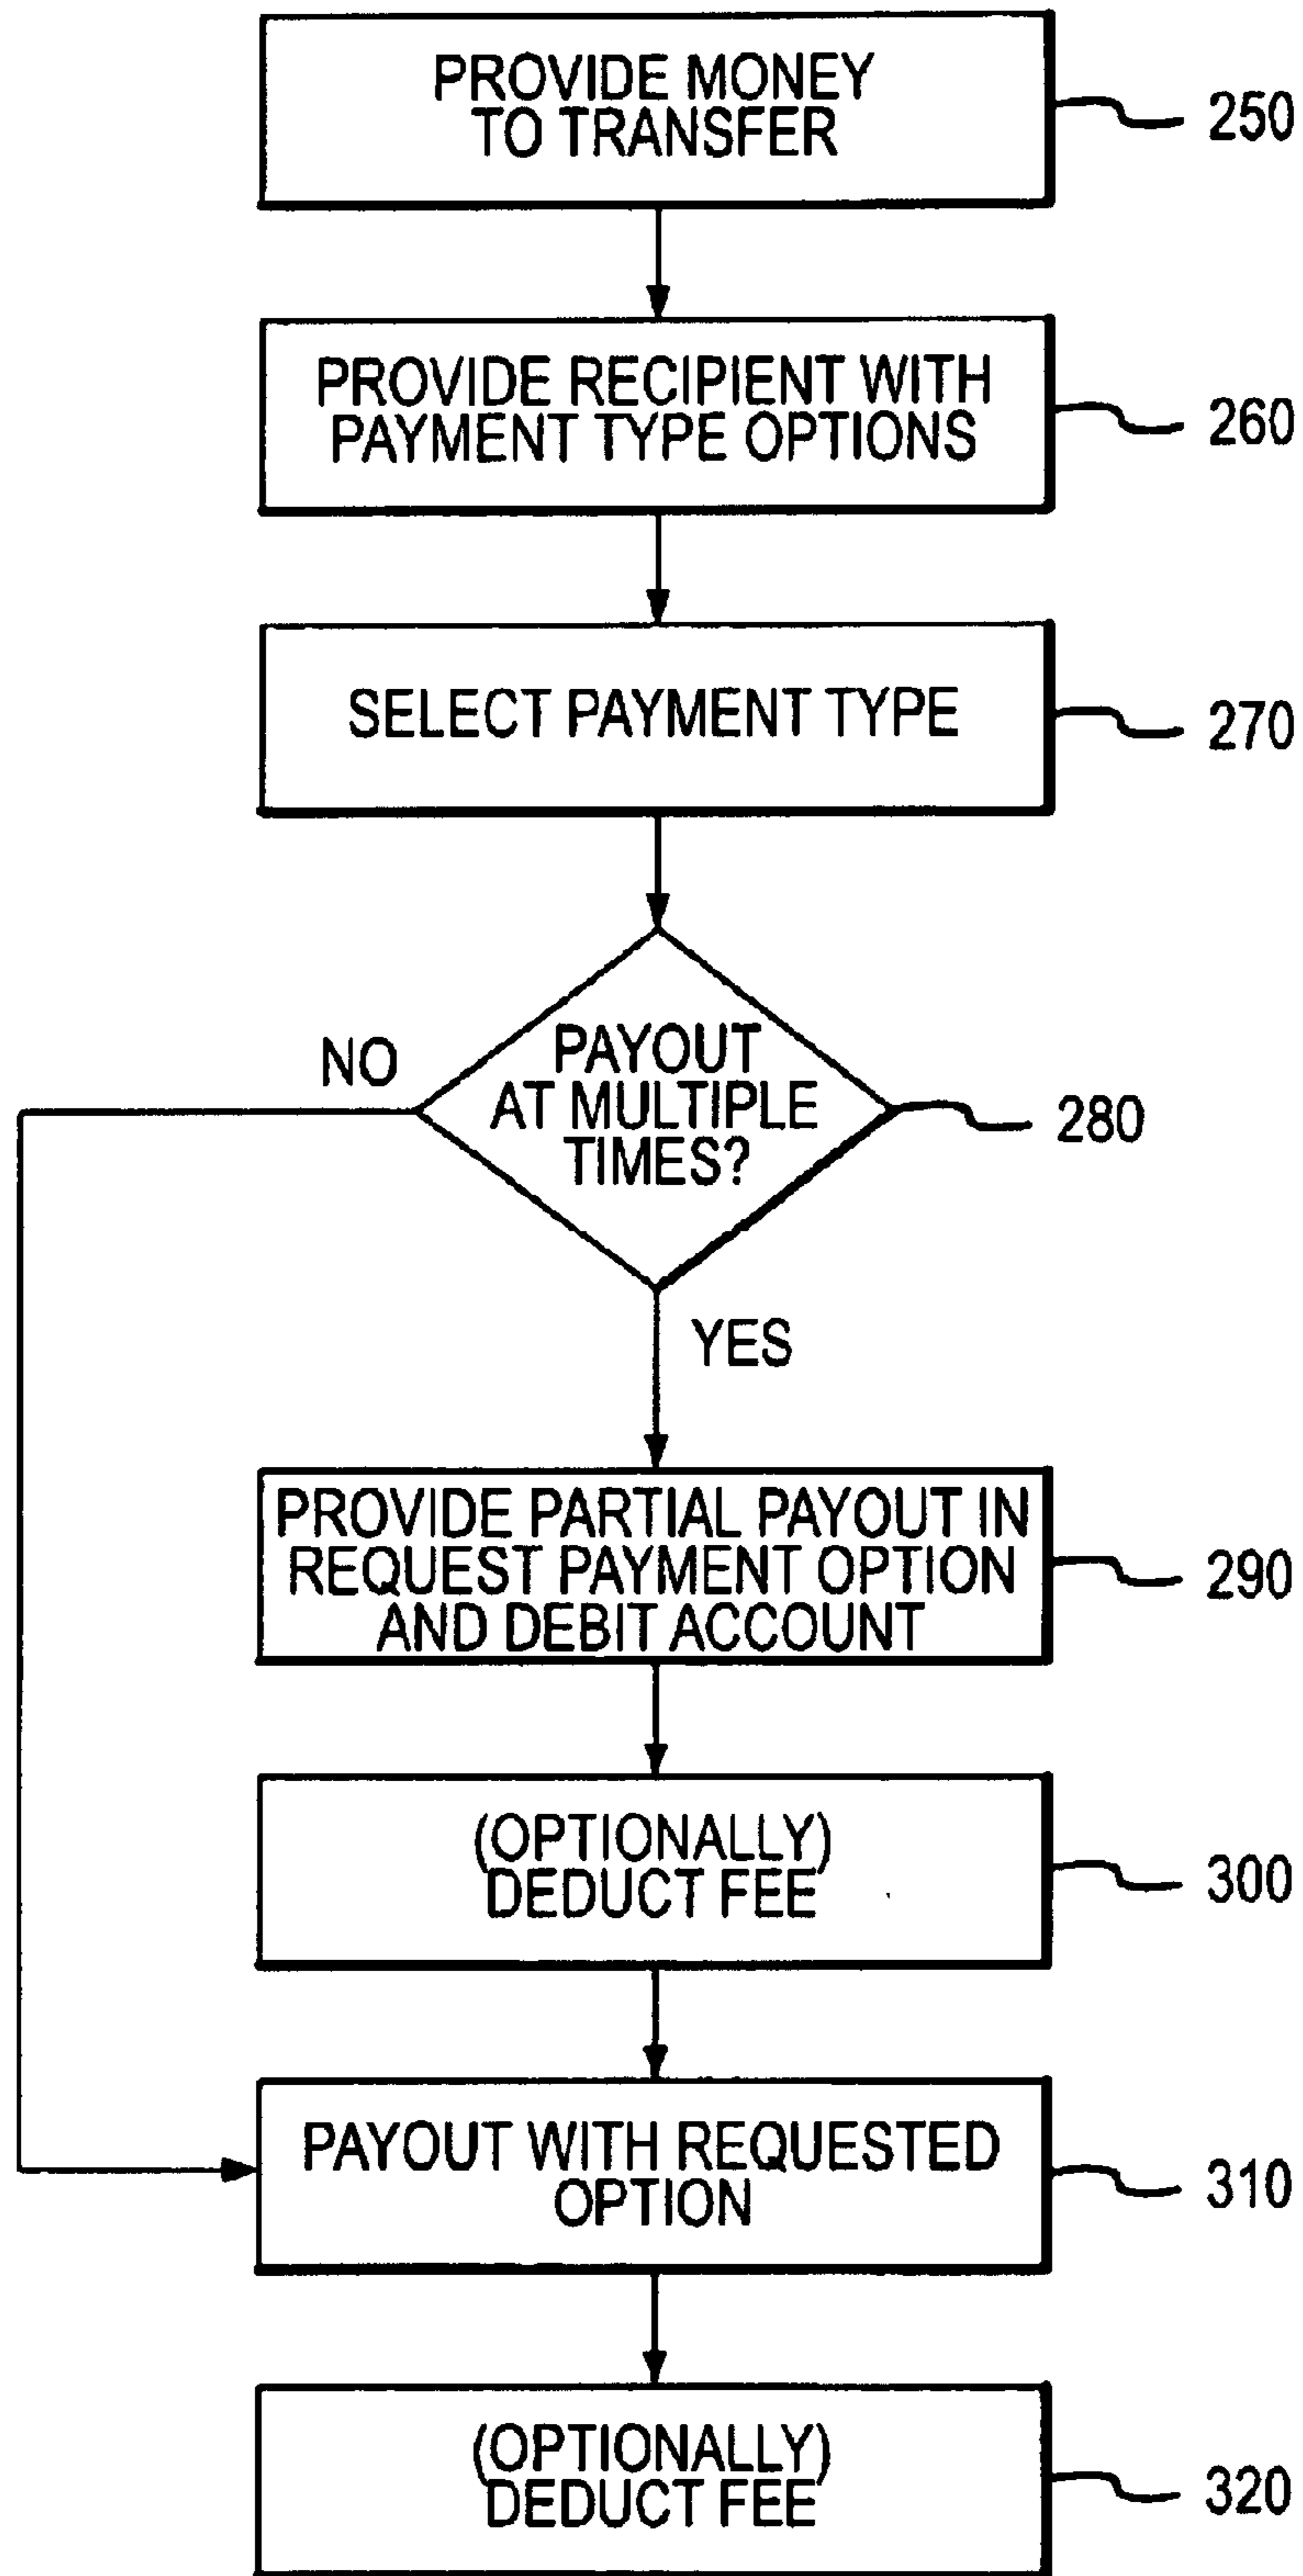 PROVIDE MONEY
TO TRANSFER
250
PROVIDE RECIPIENT WITH
PAYMENT TYPE OPTIONS
260
SELECT PAYMENT TYPE
270
NO
PAYOUT
AT MULTIPLE
TIMES?
280
YES
PROVIDE PARTIAL PAYOUT IN
REQUEST PAYMENT OPTION
AND DEBIT ACCOUNT
290
(OPTIONALLY)
DEDUCT FEE
300
PAYOUT WITH REQUESTED
OPTION
310
(OPTIONALLY)
DEDUCT FEE
320